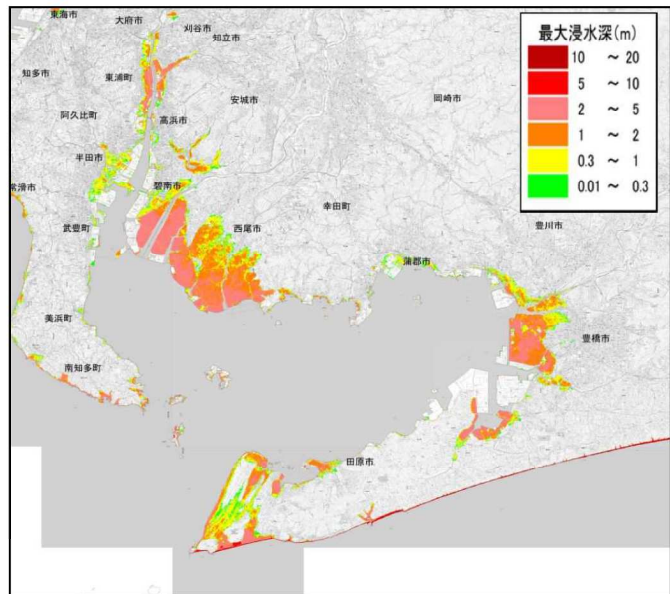 東海市
大府市
刈谷市
知立市
知多市
東浦町
安城市
岡崎市
阿久比町
高浜市
半田市
常滑市
碧南市
武豊町
西尾市
幸田町
豊川市
蒲郡市
美浜町
豊橋市
南知多町
田原市
最大浸水深(m)
10 ～ 20
5 ～ 10
2 ～ 5
1 ～ 2
0.3 ～ 1
0.01 ～ 0.3